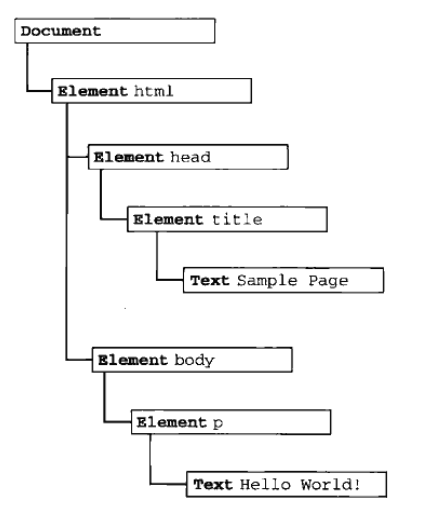 Document
Element html
Element head
Element title
Text Sample Page
Element body
Element p
Text Hello World!